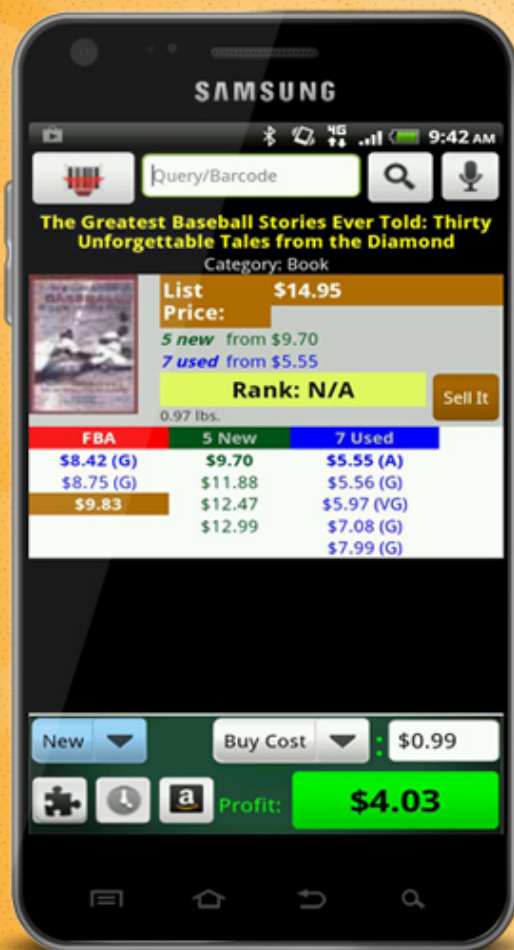 SAMSUNG
4G 9:42 AM
Query/Barcode
The Greatest Baseball Stories Ever Told: Thirty
Unforgettable Tales from the Diamond
Category: Book
List $14.95
Price:
5 new from $9.70
7 used from $5.55
Rank: N/A
Sell It
0.97 lbs.
FBA 5 New 7 Used
$8.42 (G) $9.70 $5.55 (A)
$8.75 (G) $11.88 $5.56 (G)
$9.83 $12.47 $5.97 (VG)
$12.99 $7.08 (G)
$7.99 (G)
New Buy Cost : $0.99
a Profit: $4.03